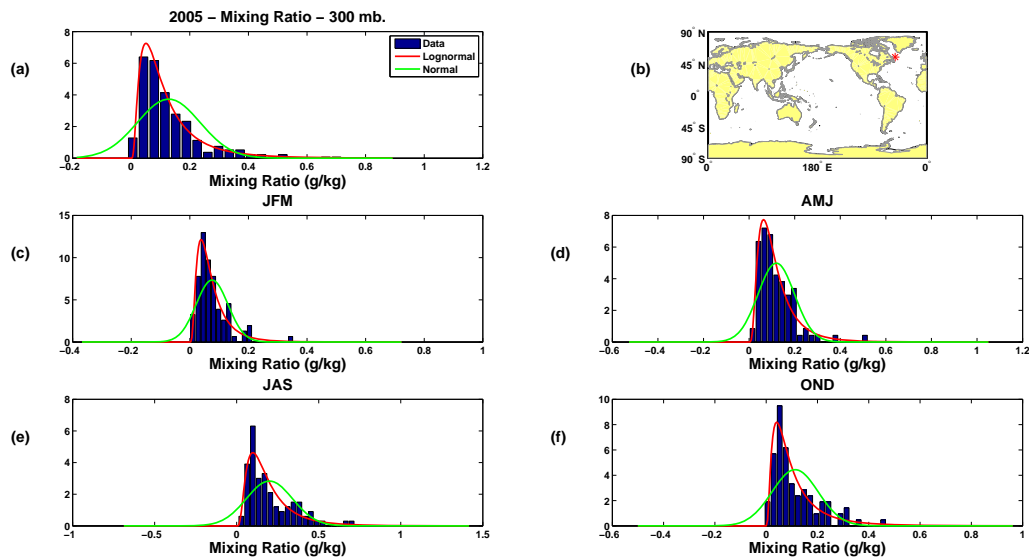 2005 − Mixing Ratio − 300 mb.
(a)
8
6
4
2
0
−0.2 0 0.2 0.4 0.6 0.8 1 1.2
Mixing Ratio (g/kg)
Data
Lognormal
Normal
(b)
90° N
45° N
0°
45° S
90° S
0° 180° E 0°
JFM
(c)
15
10
5
0
−0.4 −0.2 0 0.2 0.4 0.6 0.8 1
Mixing Ratio (g/kg)
AMJ
(d)
8
6
4
2
0
−0.6 −0.4 −0.2 0 0.2 0.4 0.6 0.8 1 1.2
Mixing Ratio (g/kg)
JAS
(e)
8
6
4
2
0
−1 −0.5 0 0.5 1 1.5
Mixing Ratio (g/kg)
OND
(f)
10
8
6
4
2
0
−0.6 −0.4 −0.2 0 0.2 0.4 0.6 0.8 1
Mixing Ratio (g/kg)